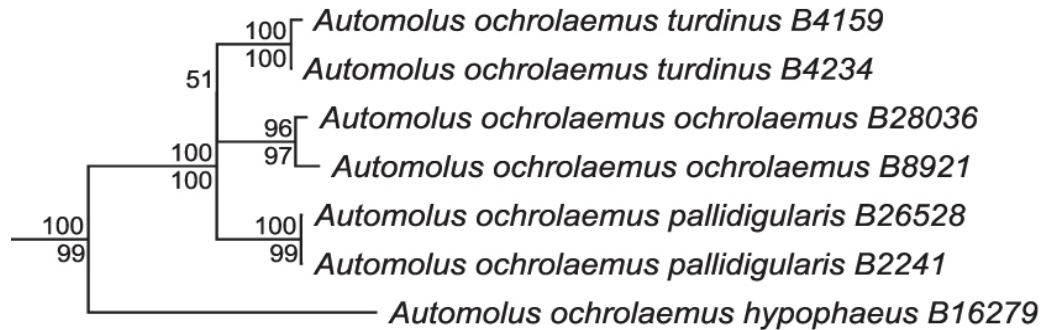 100 Automolus ochrolaemus turdinus B4159
100 Automolus ochrolaemus turdinus B4234
51
96 Automolus ochrolaemus ochrolaemus B28036
97 Automolus ochrolaemus ochrolaemus B8921
100
100
100 Automolus ochrolaemus pallidigularis B26528
99 Automolus ochrolaemus pallidigularis B2241
100
99
Automolus ochrolaemus hypophaeus B16279